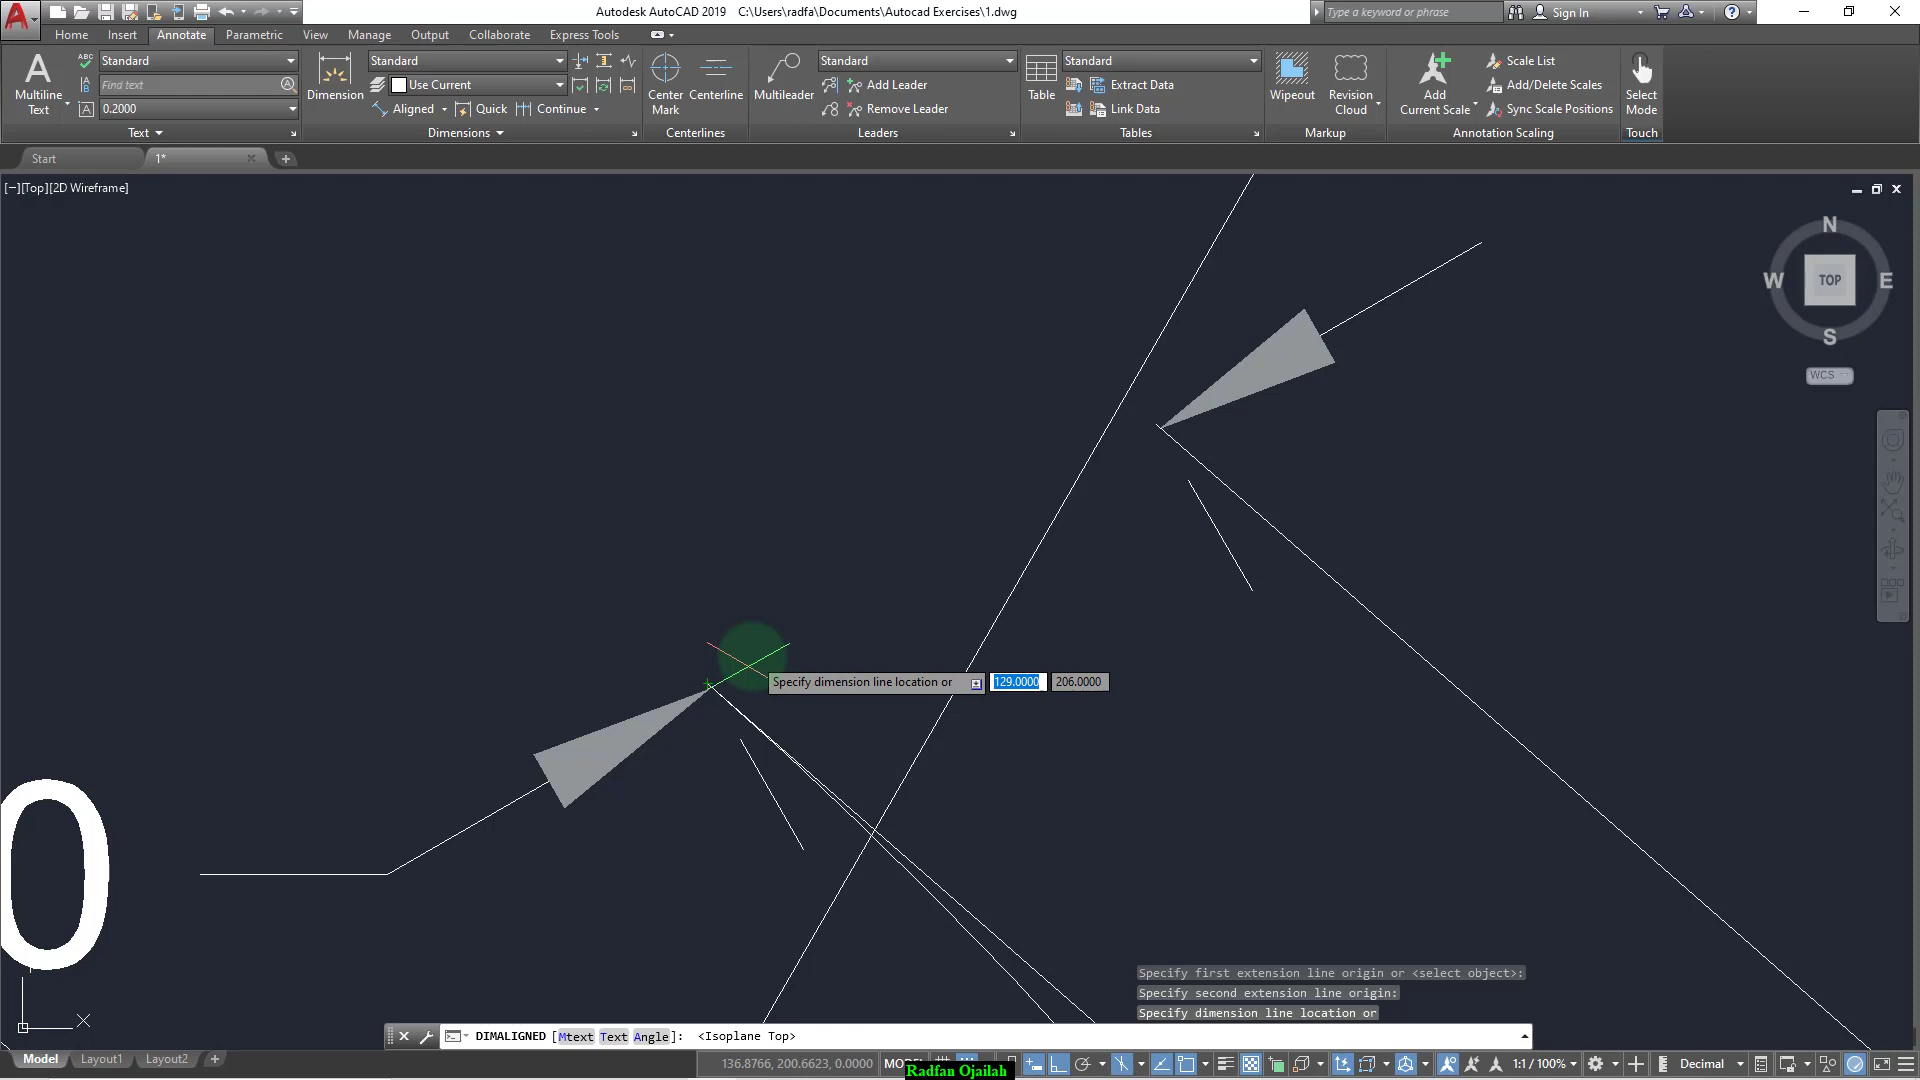 Autodesk AutoCAD 2019 C:\Users\radfa\Documents\Autocad Exercises\1.dwg
Type a keyword or phrase
Sign In
Home Insert Annotate Parametric View Manage Output Collaborate Express Tools
Multiline Text
ABC
Standard
Find text
0.2000
Text
Dimension
Standard
Use Current
Aligned Quick Continue
Dimensions
Center Mark
Centerline
Centerlines
Multileader
Standard
Add Leader
Remove Leader
Leaders
Table
Standard
Extract Data
Link Data
Tables
Wipeout
Revision Cloud
Markup
Add Current Scale
Scale List
Add/Delete Scales
Sync Scale Positions
Annotation Scaling
Select Mode
Touch
Start 1*
[−][Top][2D Wireframe]
N
W TOP E
S
WCS
Specify dimension line location or 129.0000 206.0000
0
Specify first extension line origin or <select object>:
Specify second extension line origin:
Specify dimension line location or
DIMALIGNED [Mtext Text Angle]: <Isoplane Top>
X
Model Layout1 Layout2
136.8766, 200.6623, 0.0000
1:1 / 100%
Decimal
Radfan Ojailah